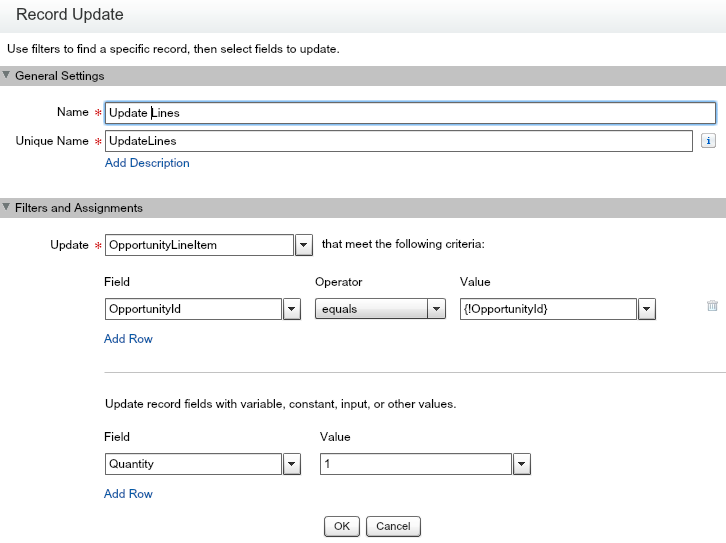 Record Update
Use filters to find a specific record, then select fields to update.
General Settings
Name * Update Lines
Unique Name * UpdateLines i
Add Description
Filters and Assignments
Update * OpportunityLineItem that meet the following criteria:
Field Operator Value
OpportunityId equals {!OpportunityId}
Add Row
Update record fields with variable, constant, input, or other values.
Field Value
Quantity 1
Add Row
OK Cancel